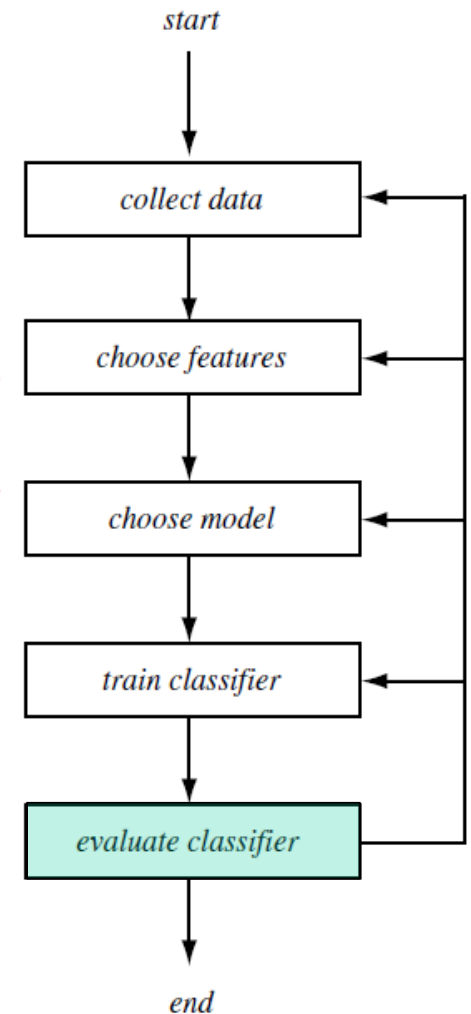 start
collect data
choose features
choose model
train classifier
evaluate classifier
end